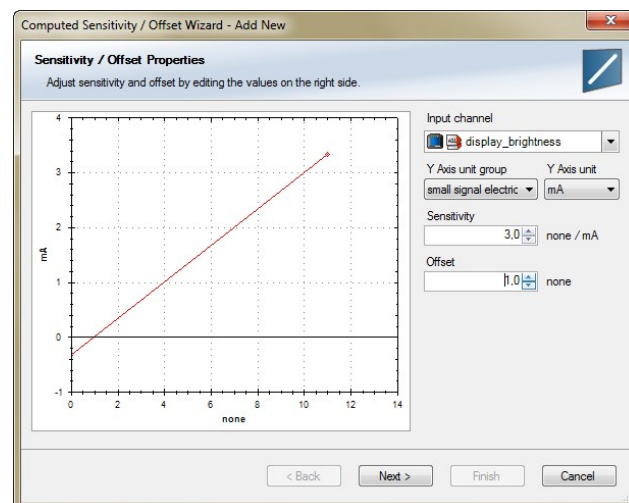 Computed Sensitivity / Offset Wizard - Add New
Sensitivity / Offset Properties
Adjust sensitivity and offset by editing the values on the right side.
4
3
2
1
0
-1
mA
0 2 4 6 8 10 12 14
none
Input channel
display_brightness
Y Axis unit group Y Axis unit
small signal electric mA
Sensitivity
3,0 none / mA
Offset
1.0 none
< Back Next > Finish Cancel